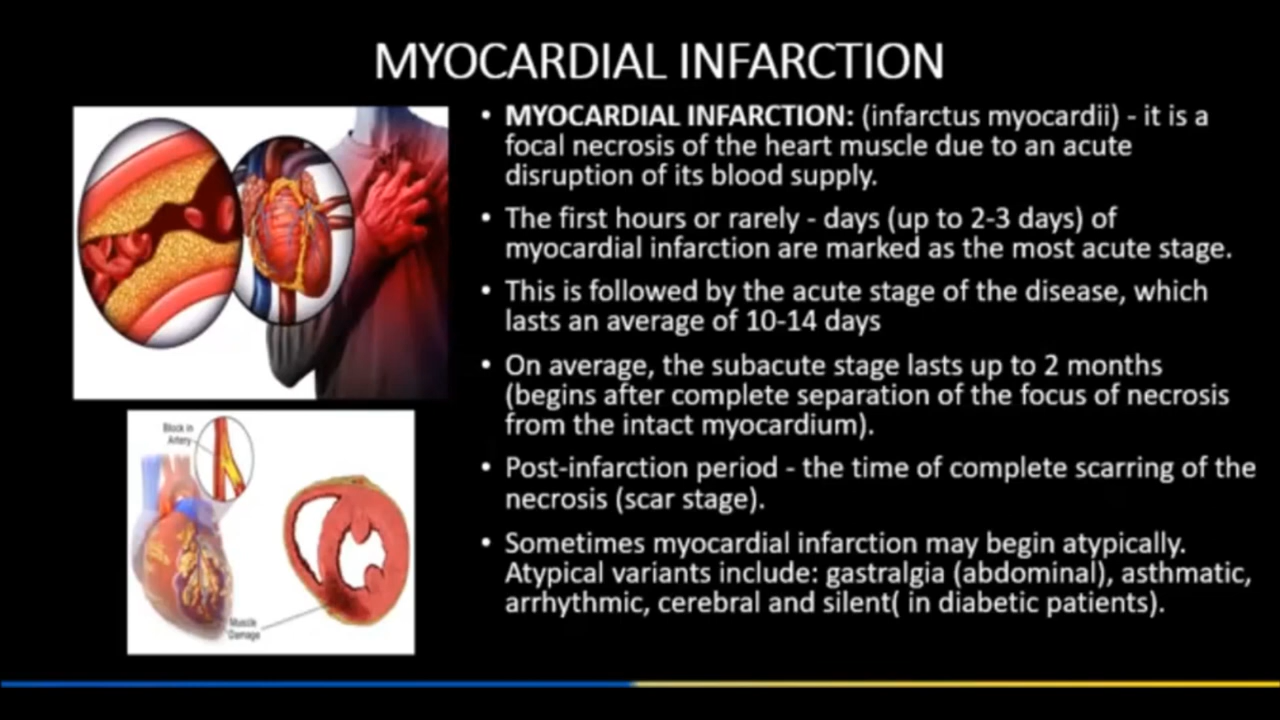 MYOCARDIAL INFARCTION
• MYOCARDIAL INFARCTION: (infarctus myocardii) - it is a
focal necrosis of the heart muscle due to an acute
disruption of its blood supply.
• The first hours or rarely - days (up to 2-3 days) of
myocardial infarction are marked as the most acute stage.
• This is followed by the acute stage of the disease, which
lasts an average of 10-14 days
• On average, the subacute stage lasts up to 2 months
(begins after complete separation of the focus of necrosis
from the intact myocardium).
• Post-infarction period - the time of complete scarring of the
necrosis (scar stage).
• Sometimes myocardial infarction may begin atypically.
Atypical variants include: gastralgia (abdominal), asthmatic,
arrhythmic, cerebral and silent( in diabetic patients).
Block in
Artery
Muscle
Damage